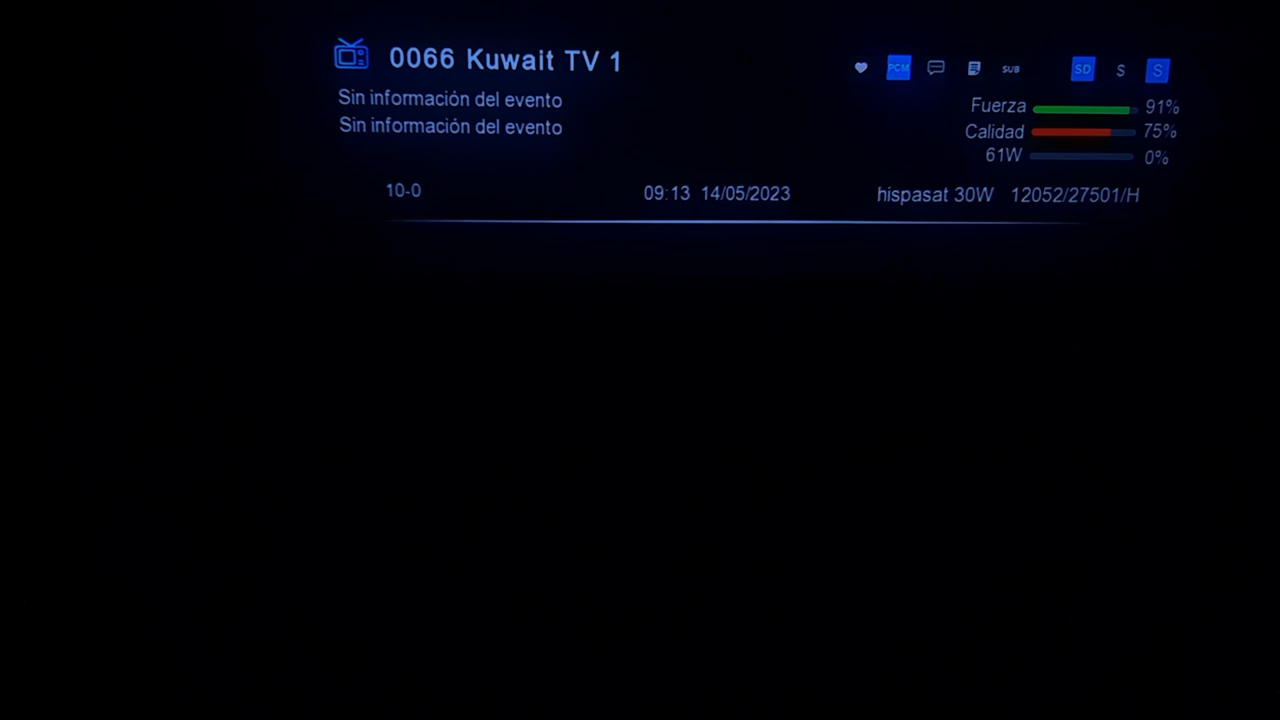 0066 Kuwait TV 1
PCM SUB SD S S
Sin información del evento
Sin información del evento
Fuerza 91%
Calidad 75%
61W 0%
10-0 09:13 14/05/2023 hispasat 30W 12052/27501/H